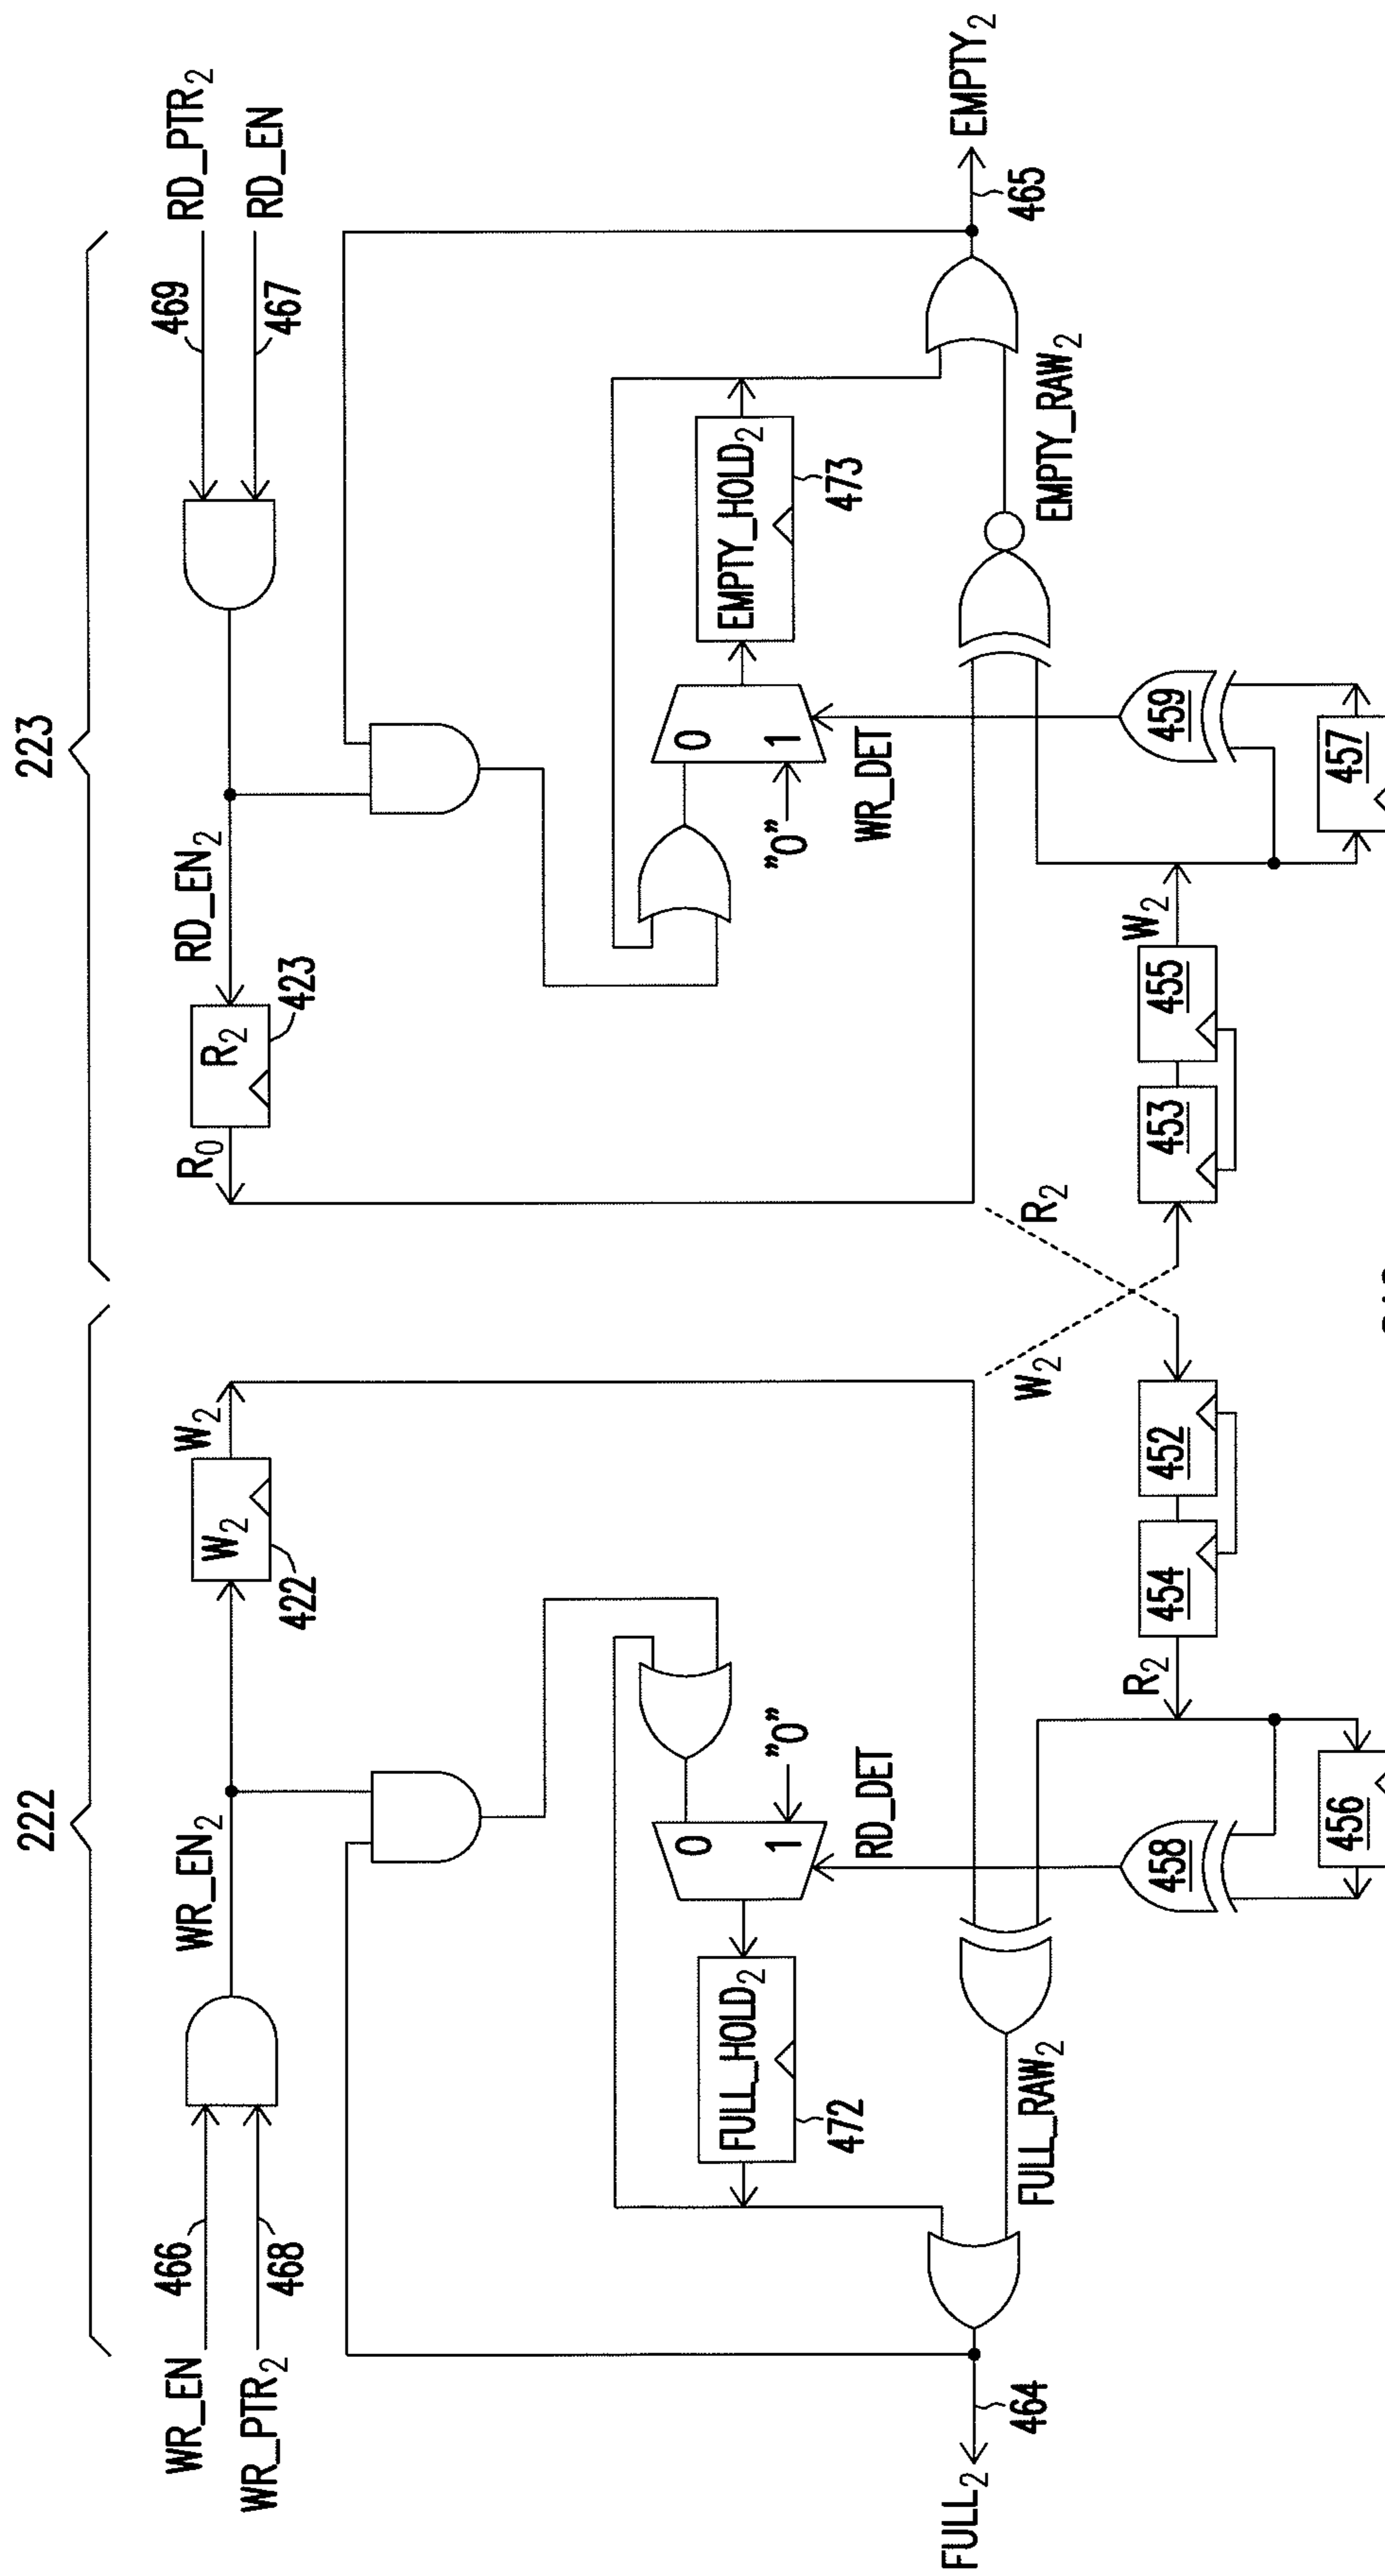 222
223
WR_EN
466
WR_PTR2
468
WR_EN2
W2
422
W2
R0
R2
423
RD_EN2
469
RD_PTR2
467
RD_EN
FULL_HOLD2
472
0
1
"0"
RD_DET
"0"
0
1
WR_DET
EMPTY_HOLD2
473
FULL2
464
FULL_RAW2
W2
R2
EMPTY_RAW2
465
EMPTY2
458
R2
454
452
453
455
W2
459
456
457